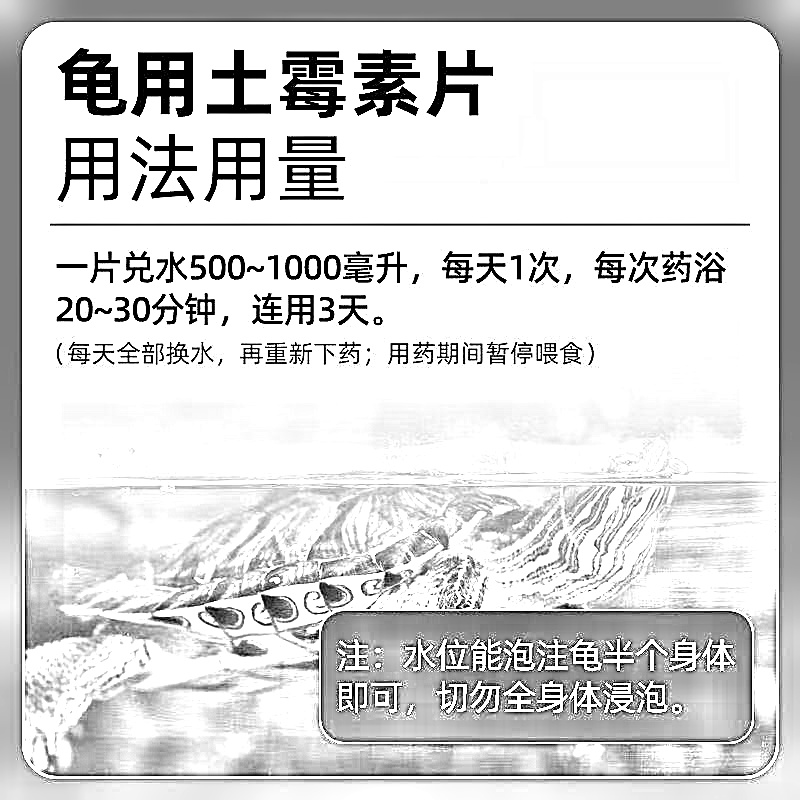 龟用土霉素片
用法用量
一片兑水500~1000毫升，每天1次，每次药浴
20~30分钟，连用3天。
（每天全部换水，再重新下药；用药期间暂停喂食）
注：水位能泡注龟半个身体
即可，切勿全身体浸泡。